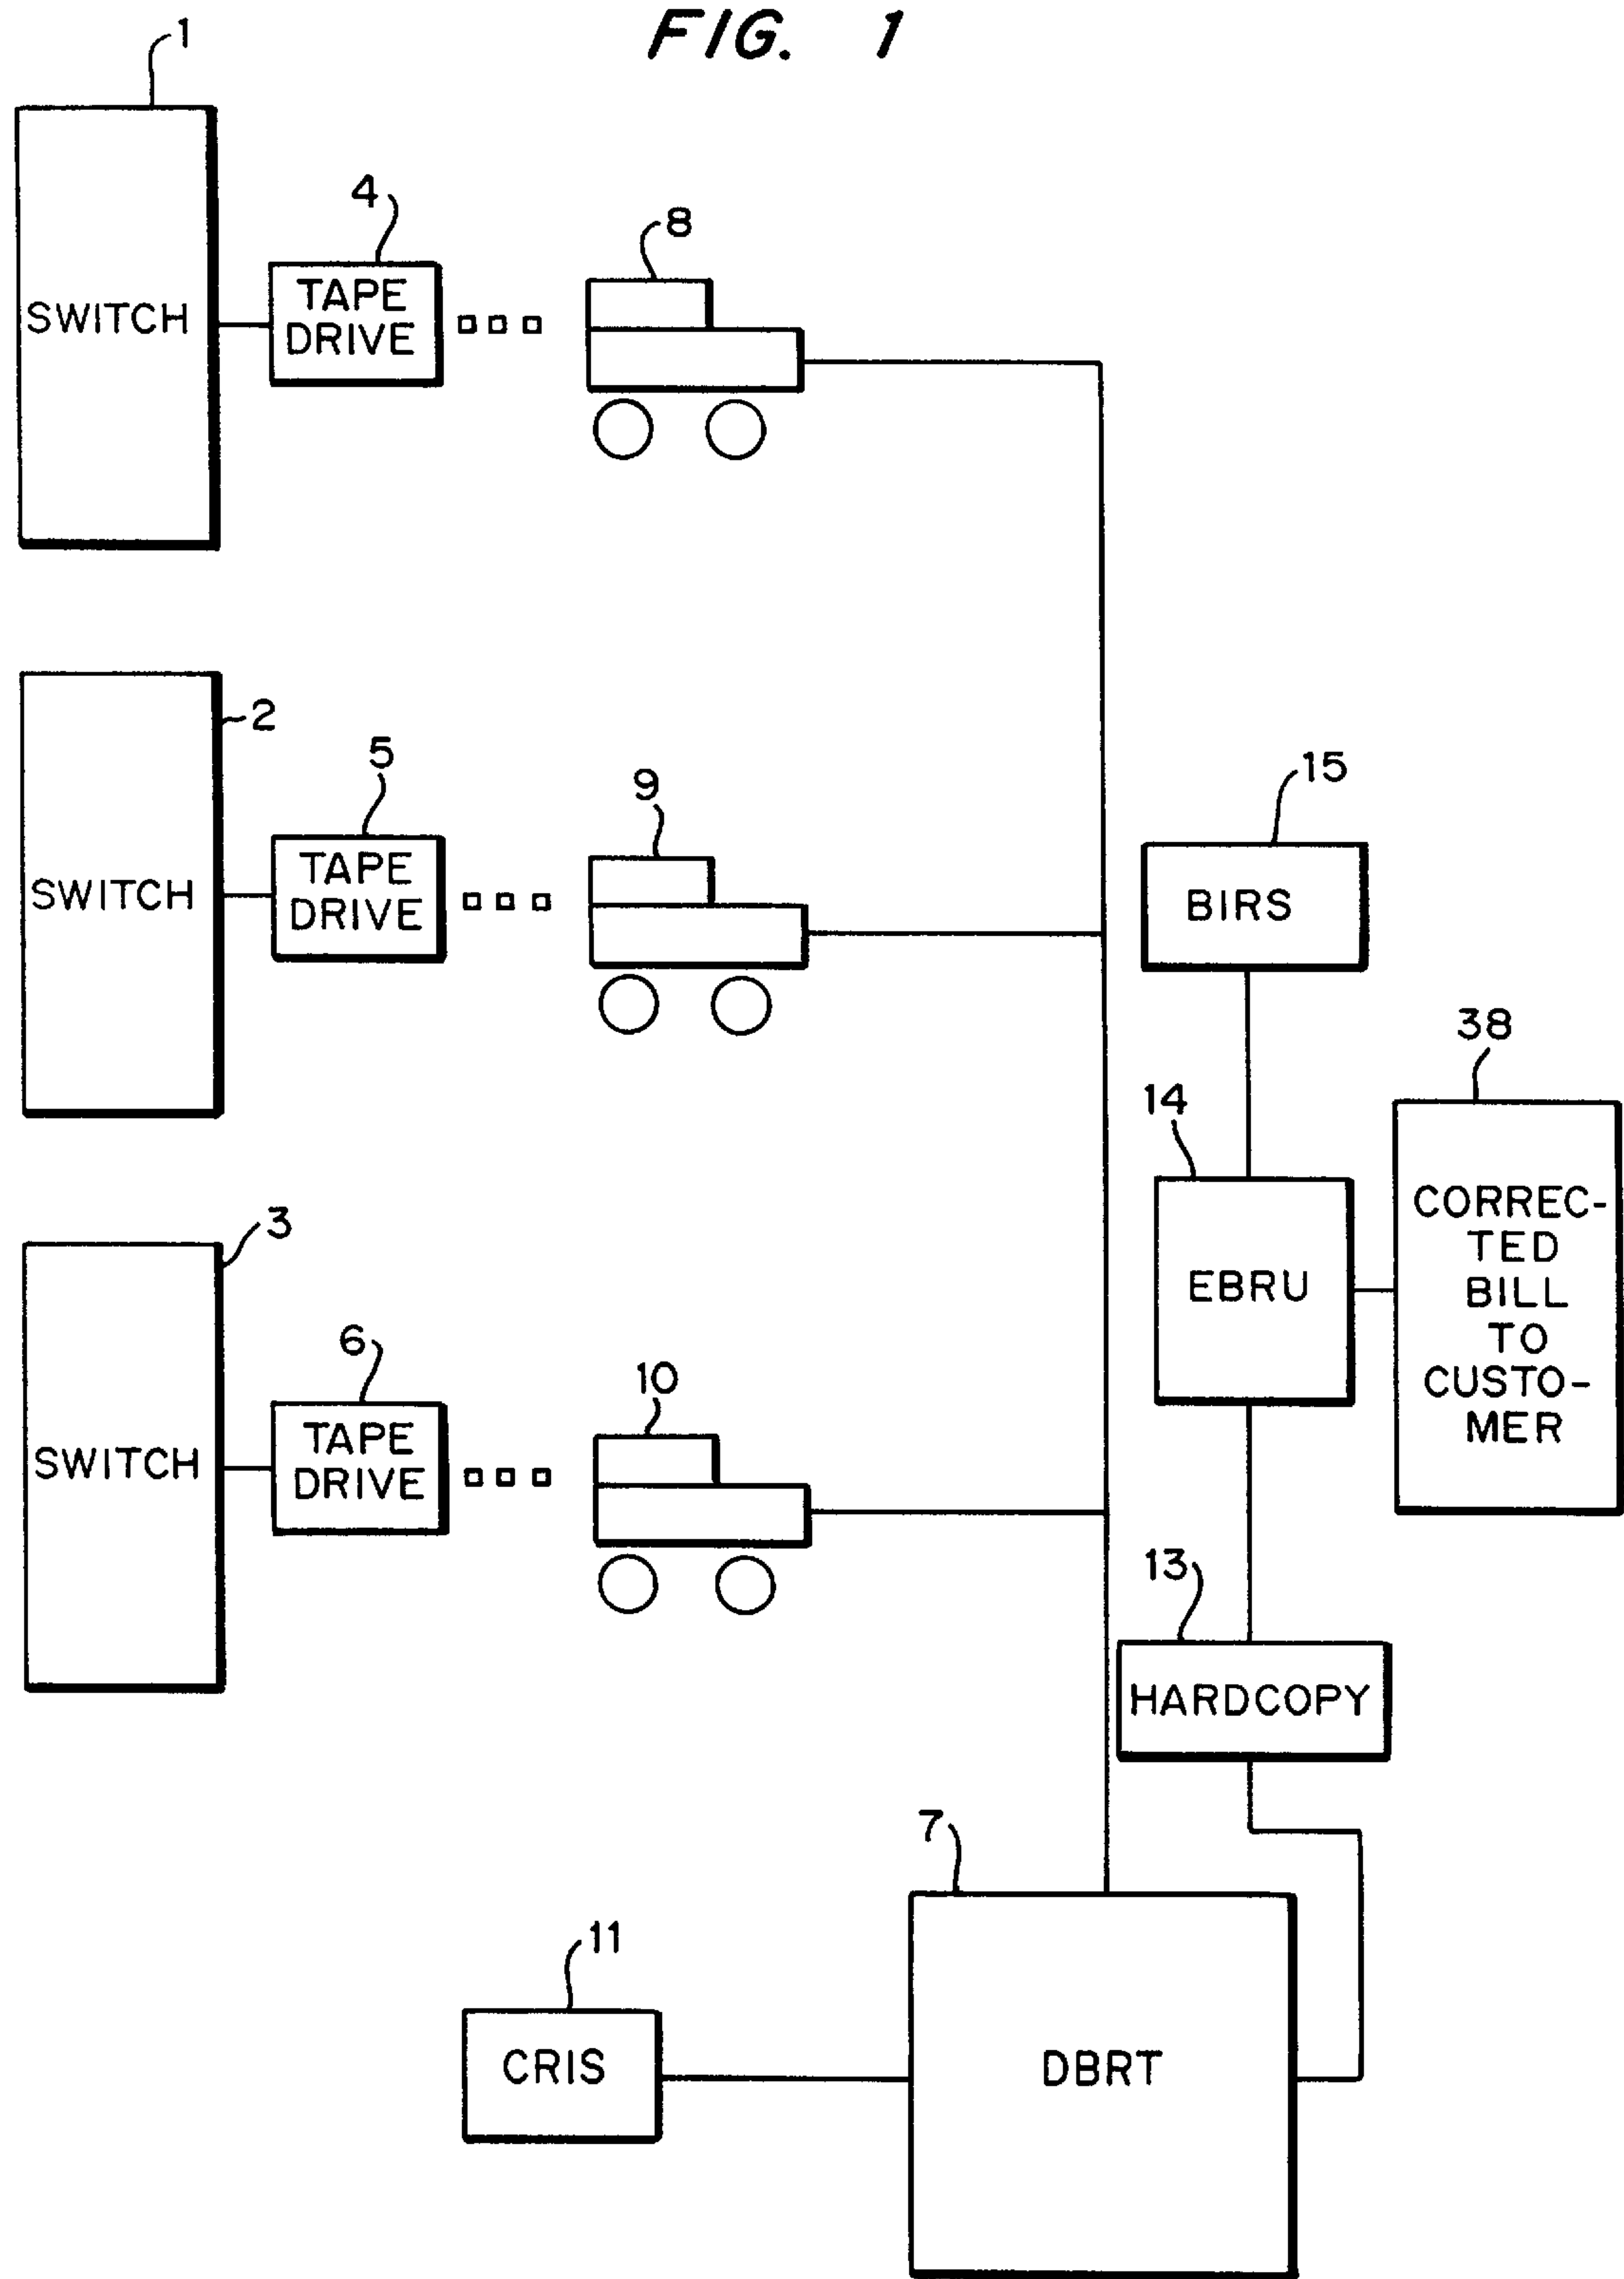 FIG. 1
1
4
8
SWITCH
TAPE
DRIVE
2
5
9
15
SWITCH
TAPE
DRIVE
BIRS
38
14
CORREC-
TED
BILL
TO
CUSTO-
MER
EBRU
3
6
10
SWITCH
TAPE
DRIVE
13
HARDCOPY
7
11
CRIS
DBRT